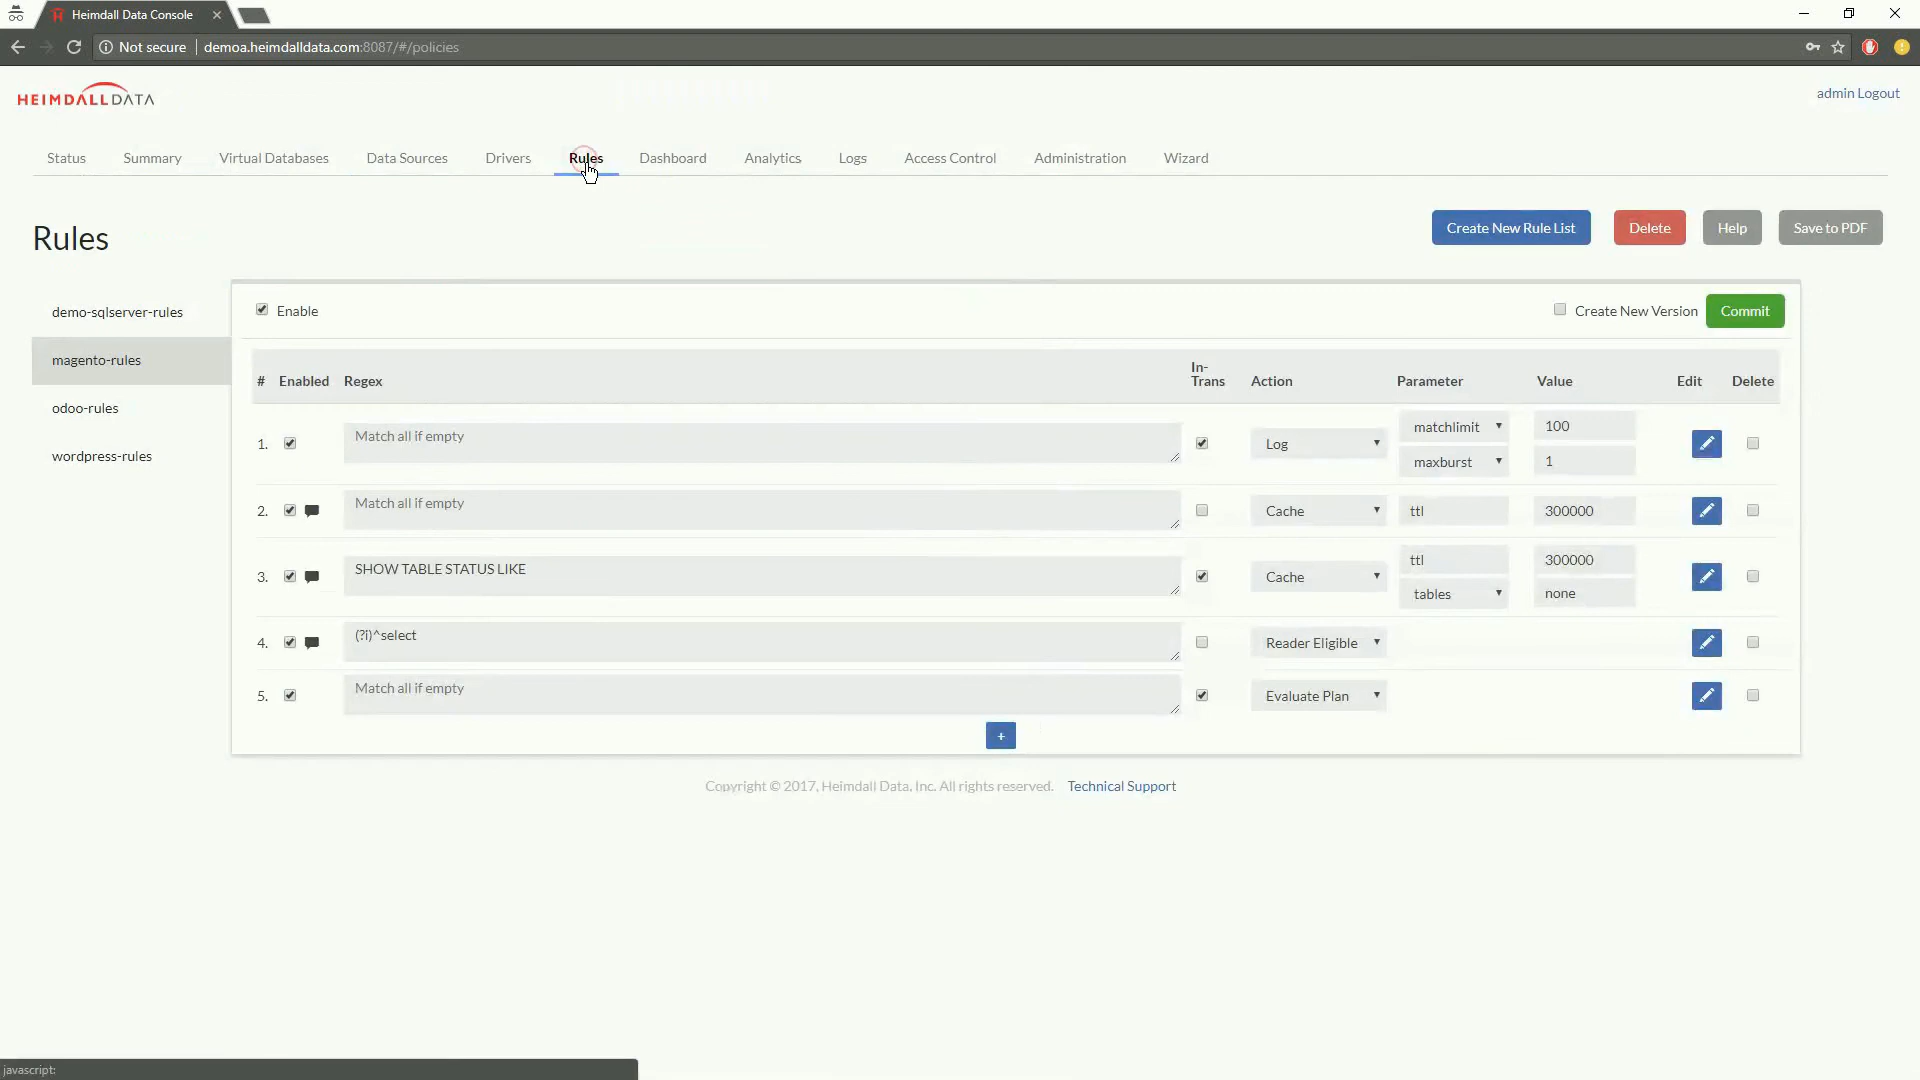 Heimdall Data Console
Not secure | demoa.heimdalldata.com:8087/#/policies
HEIMDALLDATA
admin Logout
Status Summary Virtual Databases Data Sources Drivers Rules Dashboard Analytics Logs Access Control Administration Wizard
Rules
Create New Rule List Delete Help Save to PDF
demo-sqlserver-rules
magento-rules
odoo-rules
wordpress-rules
Enable
Create New Version Commit
# Enabled Regex In-Trans Action Parameter Value Edit Delete
1. Match all if empty Log matchlimit 100
maxburst 1
2. Match all if empty Cache ttl 300000
3. SHOW TABLE STATUS LIKE Cache ttl 300000
tables none
4. (?i)^select Reader Eligible
5. Match all if empty Evaluate Plan
+
Copyright © 2017, Heimdall Data, Inc. All rights reserved. Technical Support
javascript: